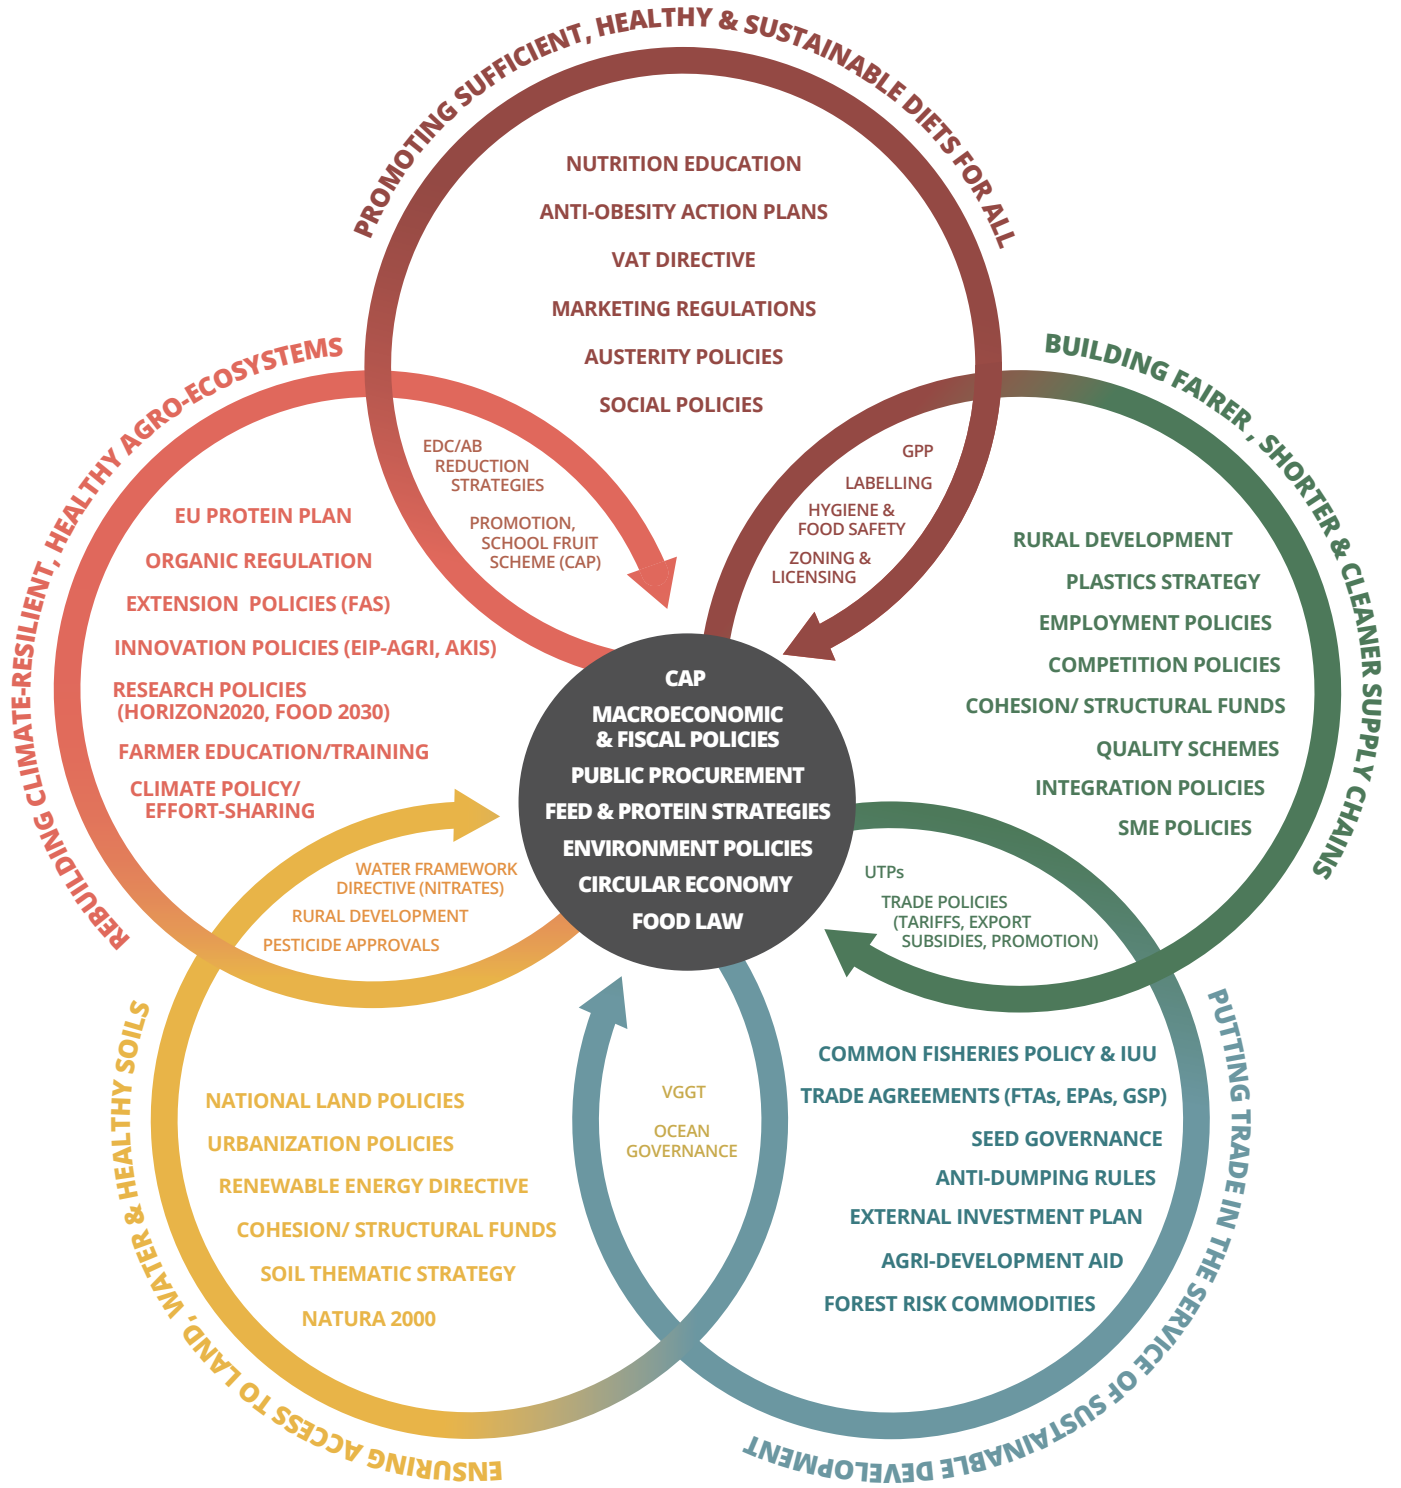 PROMOTING SUFFICIENT, HEALTHY & SUSTAINABLE DIETS FOR ALL
NUTRITION EDUCATION
ANTI-OBESITY ACTION PLANS
VAT DIRECTIVE
MARKETING REGULATIONS
AUSTERITY POLICIES
SOCIAL POLICIES
EDC/AB
REDUCTION
STRATEGIES
PROMOTION,
SCHOOL FRUIT
SCHEME (CAP)
GPP
LABELLING
HYGIENE &
FOOD SAFETY
ZONING &
LICENSING
REBUILDING CLIMATE-RESILIENT, HEALTHY AGRO-ECOSYSTEMS
EU PROTEIN PLAN
ORGANIC REGULATION
EXTENSION POLICIES (FAS)
INNOVATION POLICIES (EIP-AGRI, AKIS)
RESEARCH POLICIES
(HORIZON2020, FOOD 2030)
FARMER EDUCATION/TRAINING
CLIMATE POLICY/
EFFORT-SHARING
BUILDING FAIRER, SHORTER & CLEANER SUPPLY CHAINS
RURAL DEVELOPMENT
PLASTICS STRATEGY
EMPLOYMENT POLICIES
COMPETITION POLICIES
COHESION/ STRUCTURAL FUNDS
QUALITY SCHEMES
INTEGRATION POLICIES
SME POLICIES
CAP
MACROECONOMIC
& FISCAL POLICIES
PUBLIC PROCUREMENT
FEED & PROTEIN STRATEGIES
ENVIRONMENT POLICIES
CIRCULAR ECONOMY
FOOD LAW
WATER FRAMEWORK
DIRECTIVE (NITRATES)
RURAL DEVELOPMENT
PESTICIDE APPROVALS
UTPs
TRADE POLICIES
(TARIFFS, EXPORT
SUBSIDIES, PROMOTION)
ENSURING ACCESS TO LAND, WATER & HEALTHY SOILS
NATIONAL LAND POLICIES
URBANIZATION POLICIES
RENEWABLE ENERGY DIRECTIVE
COHESION/ STRUCTURAL FUNDS
SOIL THEMATIC STRATEGY
NATURA 2000
VGGT
OCEAN
GOVERNANCE
PUTTING TRADE IN THE SERVICE OF SUSTAINABLE DEVELOPMENT
COMMON FISHERIES POLICY & IUU
TRADE AGREEMENTS (FTAs, EPAs, GSP)
SEED GOVERNANCE
ANTI-DUMPING RULES
EXTERNAL INVESTMENT PLAN
AGRI-DEVELOPMENT AID
FOREST RISK COMMODITIES